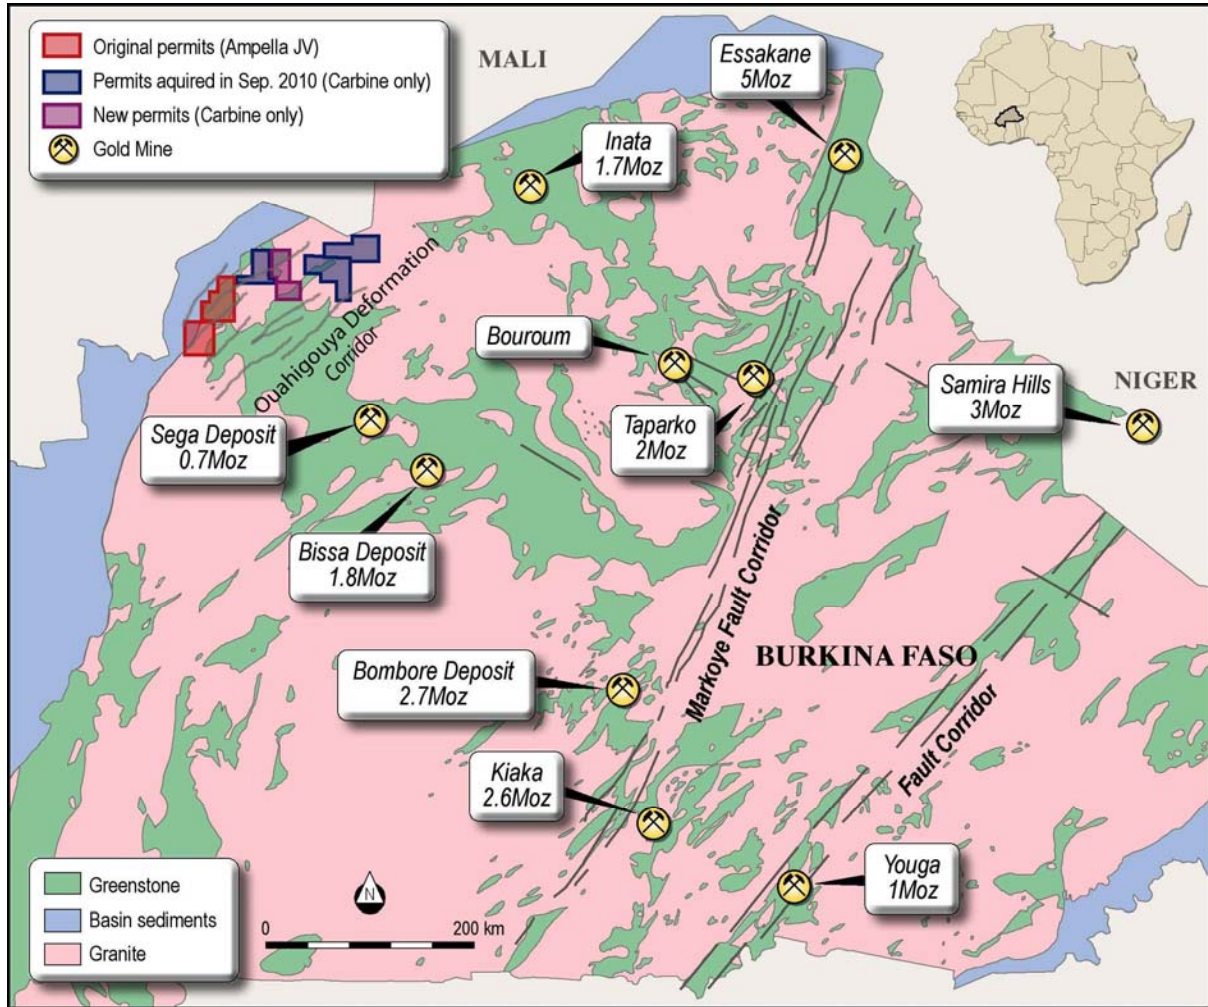 Original permits (Ampella JV)
Permits aquired in Sep. 2010 (Carbine only)
New permits (Carbine only)
Gold Mine
MALI
Essakane
5Moz
Inata
1.7Moz
Ouahigouya Deformation
Corridor
Bouroum
Taparko
2Moz
Samira Hills
3Moz
NIGER
Sega Deposit
0.7Moz
Bissa Deposit
1.8Moz
Markoye Fault Corridor
BURKINA FASO
Bombore Deposit
2.7Moz
Fault Corridor
Kiaka
2.6Moz
Youga
1Moz
Greenstone
Basin sediments
Granite
N
0 200 km